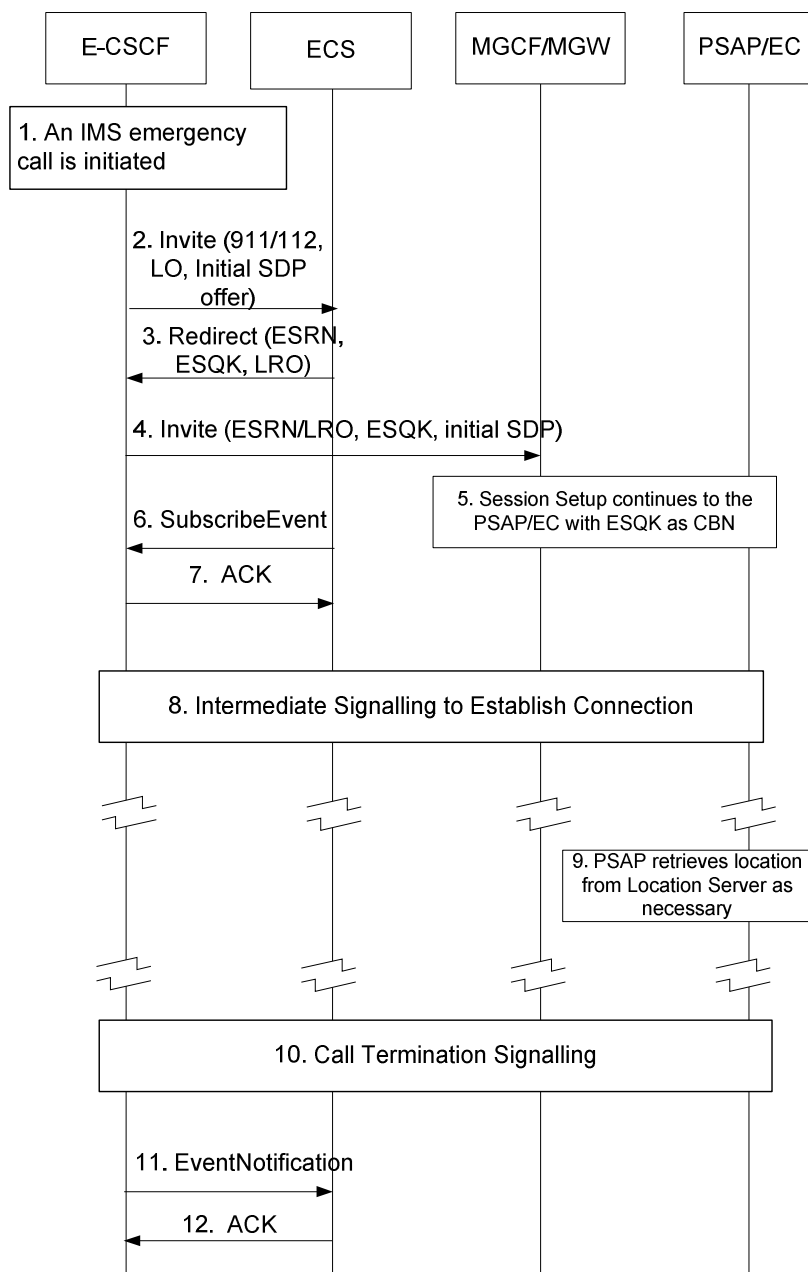 E-CSCF
ECS
MGCF/MGW
PSAP/EC
1. An IMS emergency
call is initiated
2. Invite (911/112,
LO, Initial SDP
offer)
3. Redirect (ESRN,
ESQK, LRO)
4. Invite (ESRN/LRO, ESQK, initial SDP)
5. Session Setup continues to the
PSAP/EC with ESQK as CBN
6. SubscribeEvent
7. ACK
8. Intermediate Signalling to Establish Connection
9. PSAP retrieves location
from Location Server as
necessary
10. Call Termination Signalling
11. EventNotification
12. ACK